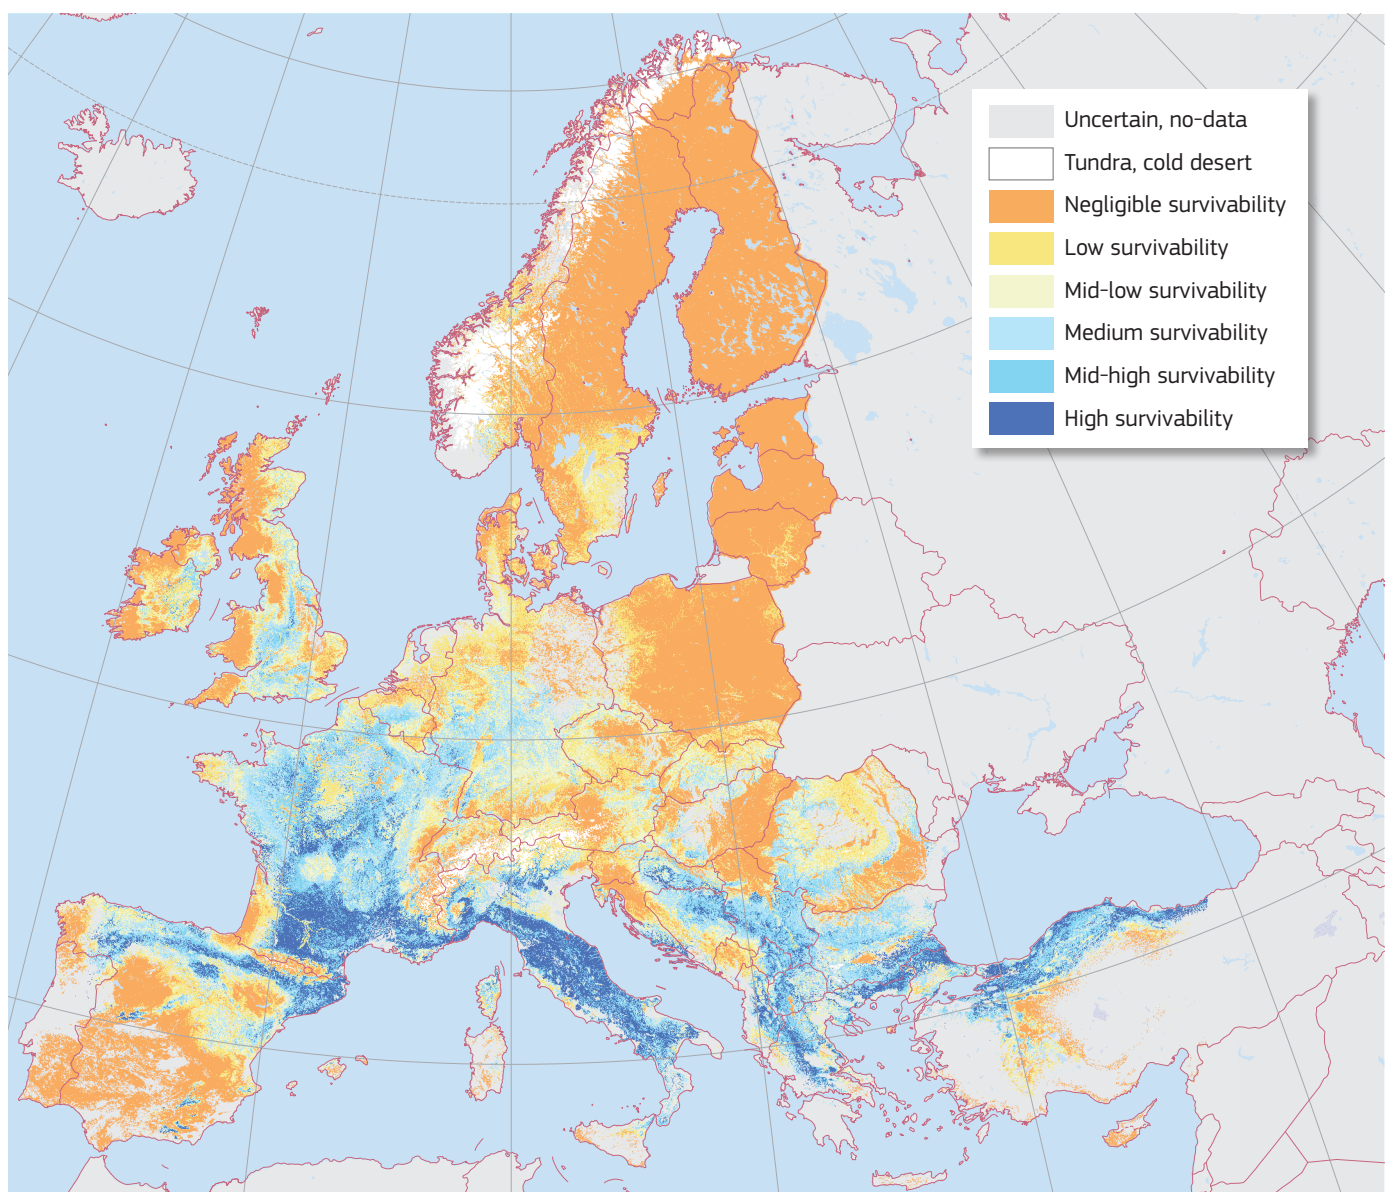 Uncertain, no-data
Tundra, cold desert
Negligible survivability
Low survivability
Mid-low survivability
Medium survivability
Mid-high survivability
High survivability